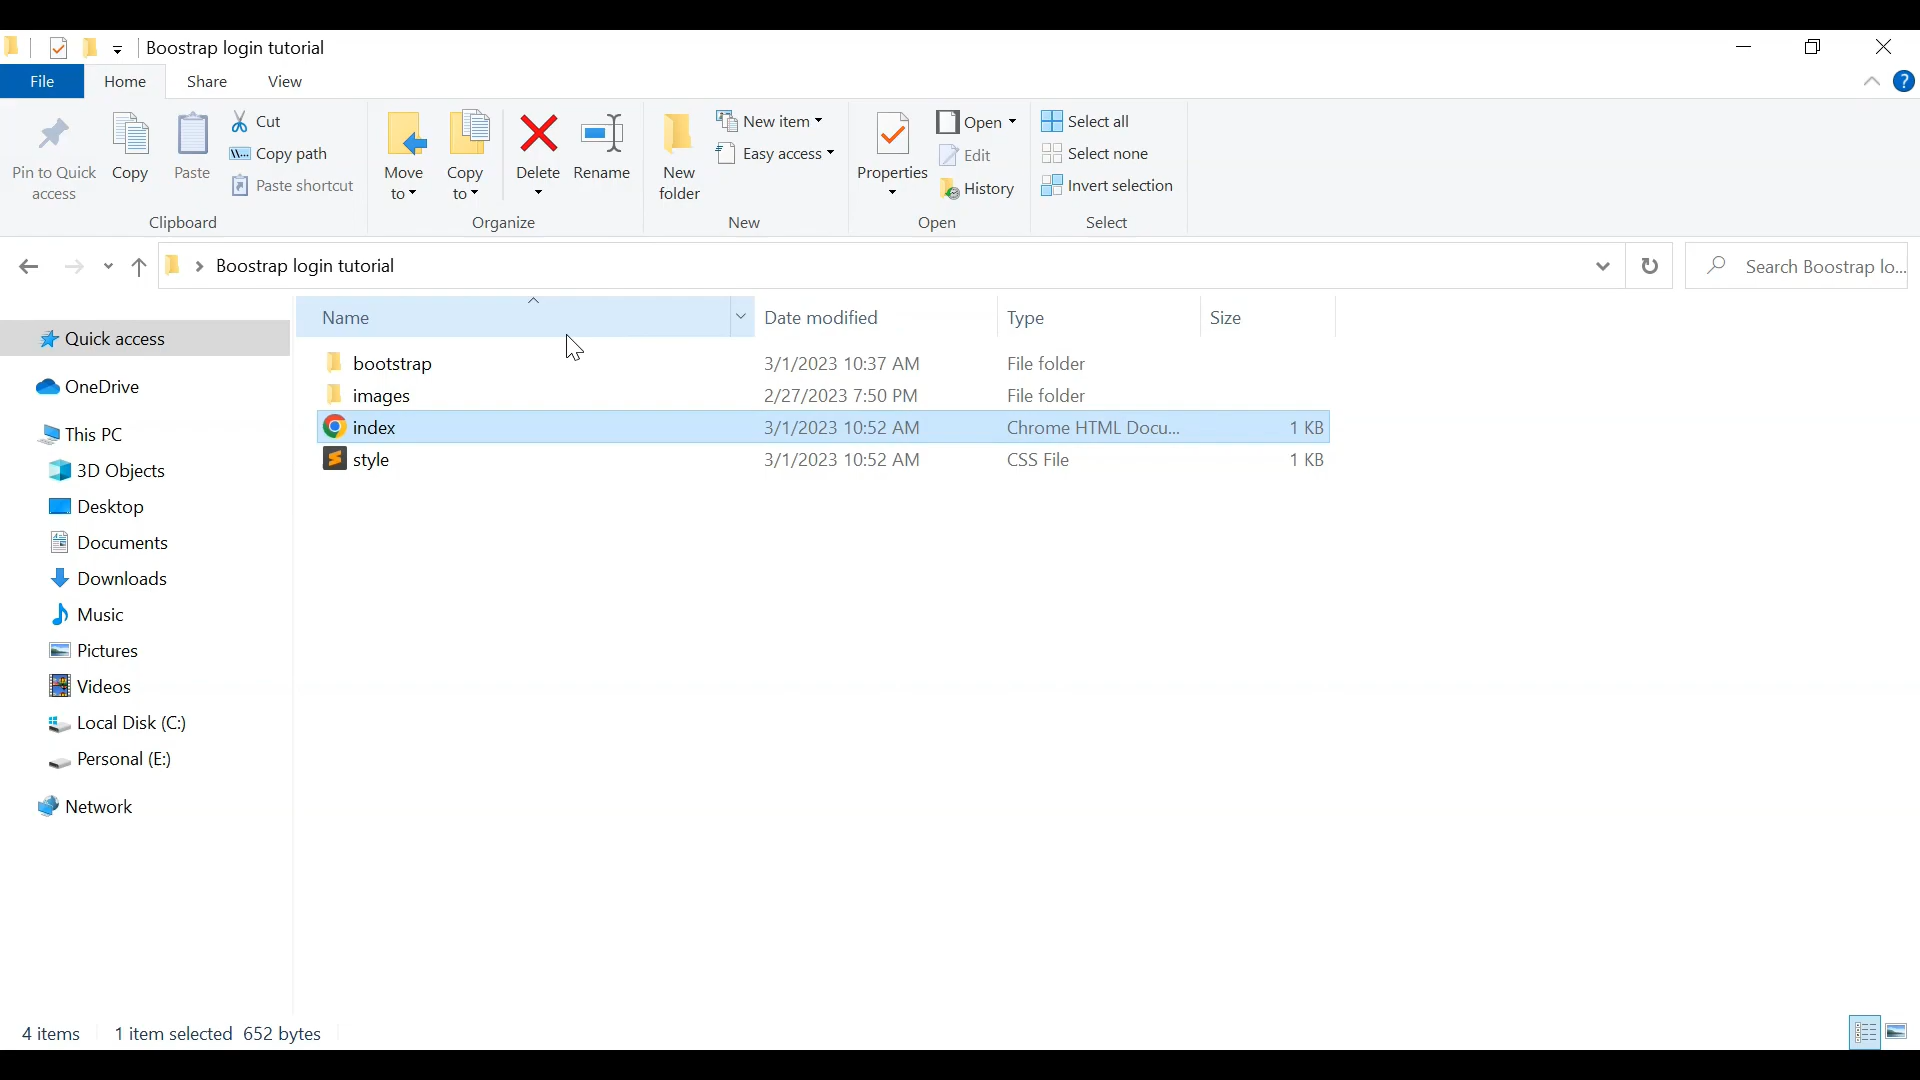 Boostrap login tutorial
File Home Share View ?
Pin to Quick access
Copy
Paste
Cut
Copy path
Paste shortcut
Clipboard
Move to
Copy to
Delete
Rename
Organize
New folder
New item
Easy access
New
Properties
Open
Edit
History
Open
Select all
Select none
Invert selection
Select
Boostrap login tutorial
Search Boostrap lo...
Name Date modified Type Size
bootstrap 3/1/2023 10:37 AM File folder
images 2/27/2023 7:50 PM File folder
index 3/1/2023 10:52 AM Chrome HTML Docu... 1 KB
style 3/1/2023 10:52 AM CSS File 1 KB
Quick access
OneDrive
This PC
3D Objects
Desktop
Documents
Downloads
Music
Pictures
Videos
Local Disk (C:)
Personal (E:)
Network
4 items 1 item selected 652 bytes